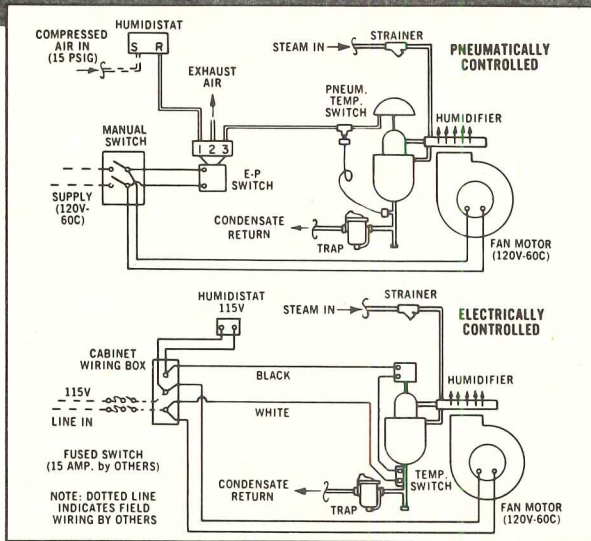 HUMIDISTAT
COMPRESSED
AIR IN
(15 PSIG)
S R
STRAINER
STEAM IN
PNEUMATICALLY
CONTROLLED
EXHAUST
AIR
PNEUM.
TEMP.
SWITCH
HUMIDIFIER
MANUAL
SWITCH
1 2 3
E-P
SWITCH
SUPPLY
(120V-
60C)
CONDENSATE
RETURN
TRAP
FAN MOTOR
(120V-60C)
HUMIDISTAT
115V
STEAM IN
STRAINER
ELECTRICALLY
CONTROLLED
CABINET
WIRING BOX
BLACK
HUMIDIFIER
115V
WHITE
LINE IN
FUSED SWITCH
(15 AMP. by OTHERS)
TEMP.
SWITCH
CONDENSATE
RETURN
NOTE: DOTTED LINE
INDICATES FIELD
WIRING BY OTHERS
TRAP
FAN MOTOR
(120V-60C)